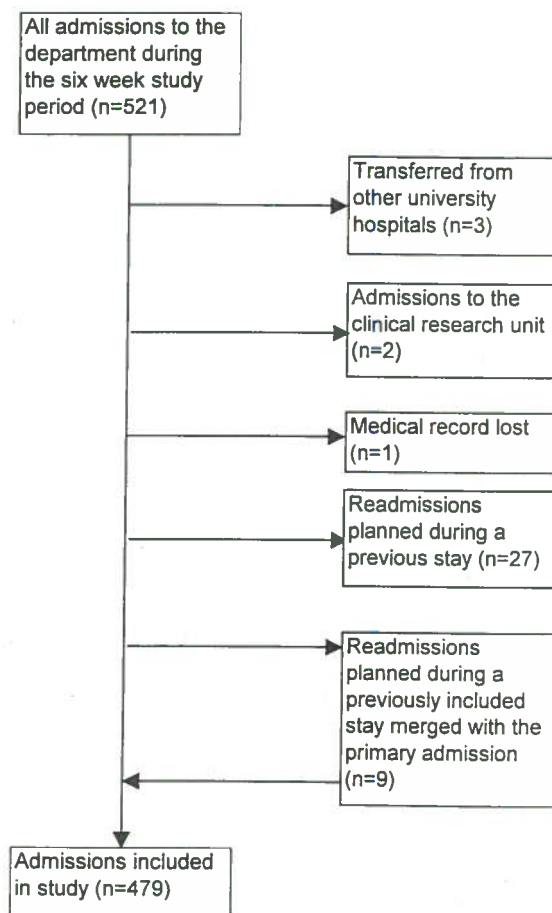 All admissions to the
department during
the six week study
period (n=521)
Transferred from
other university
hospitals (n=3)
Admissions to the
clinical research unit
(n=2)
Medical record lost
(n=1)
Readmissions
planned during a
previous stay (n=27)
Readmissions
planned during a
previously included
stay merged with the
primary admission
(n=9)
Admissions included
in study (n=479)